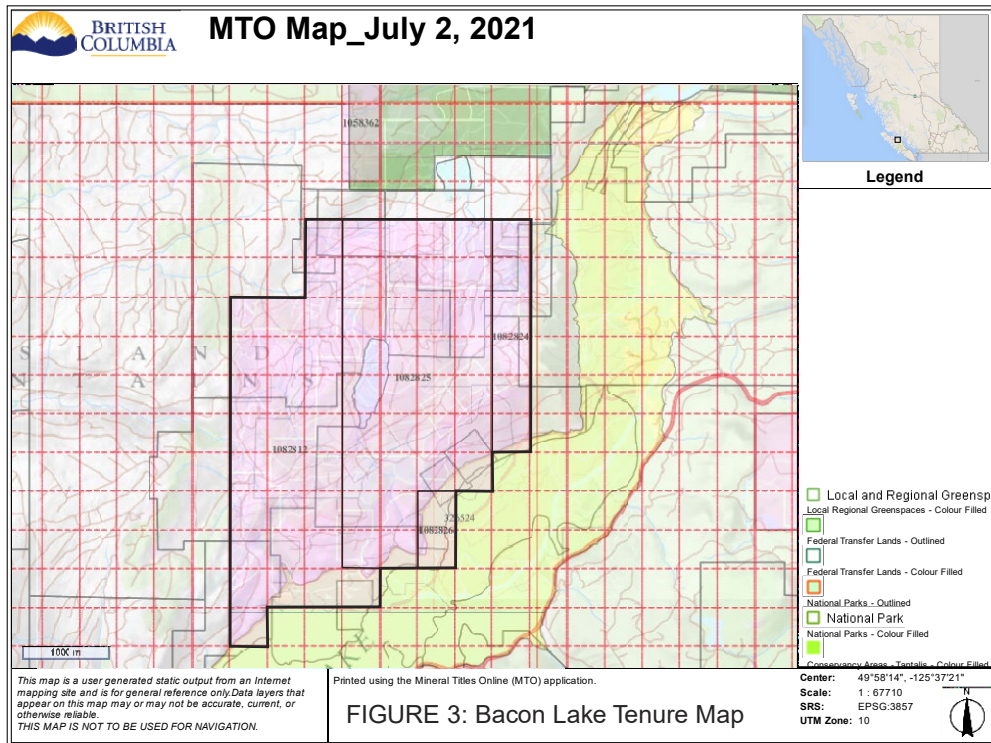 BRITISH
COLUMBIA
MTO Map_July 2, 2021
Legend
1058362
1082824
S L A N D
N T A N S
1082825
1082812
326524
1082826
1000 m
Local and Regional Greensp
Local Regional Greenspaces - Colour Filled
Federal Transfer Lands - Outlined
Federal Transfer Lands - Colour Filled
National Parks - Outlined
National Park
National Parks - Colour Filled
Conservancy Areas - Tantalis - Colour Filled
This map is a user generated static output from an Internet
mapping site and is for general reference only.Data layers that
appear on this map may or may not be accurate, current, or
otherwise reliable.
THIS MAP IS NOT TO BE USED FOR NAVIGATION.
Printed using the Mineral Titles Online (MTO) application.
FIGURE 3: Bacon Lake Tenure Map
Center: 49°58'14", -125°37'21"
Scale: 1 : 67710
SRS: EPSG:3857
UTM Zone: 10
N